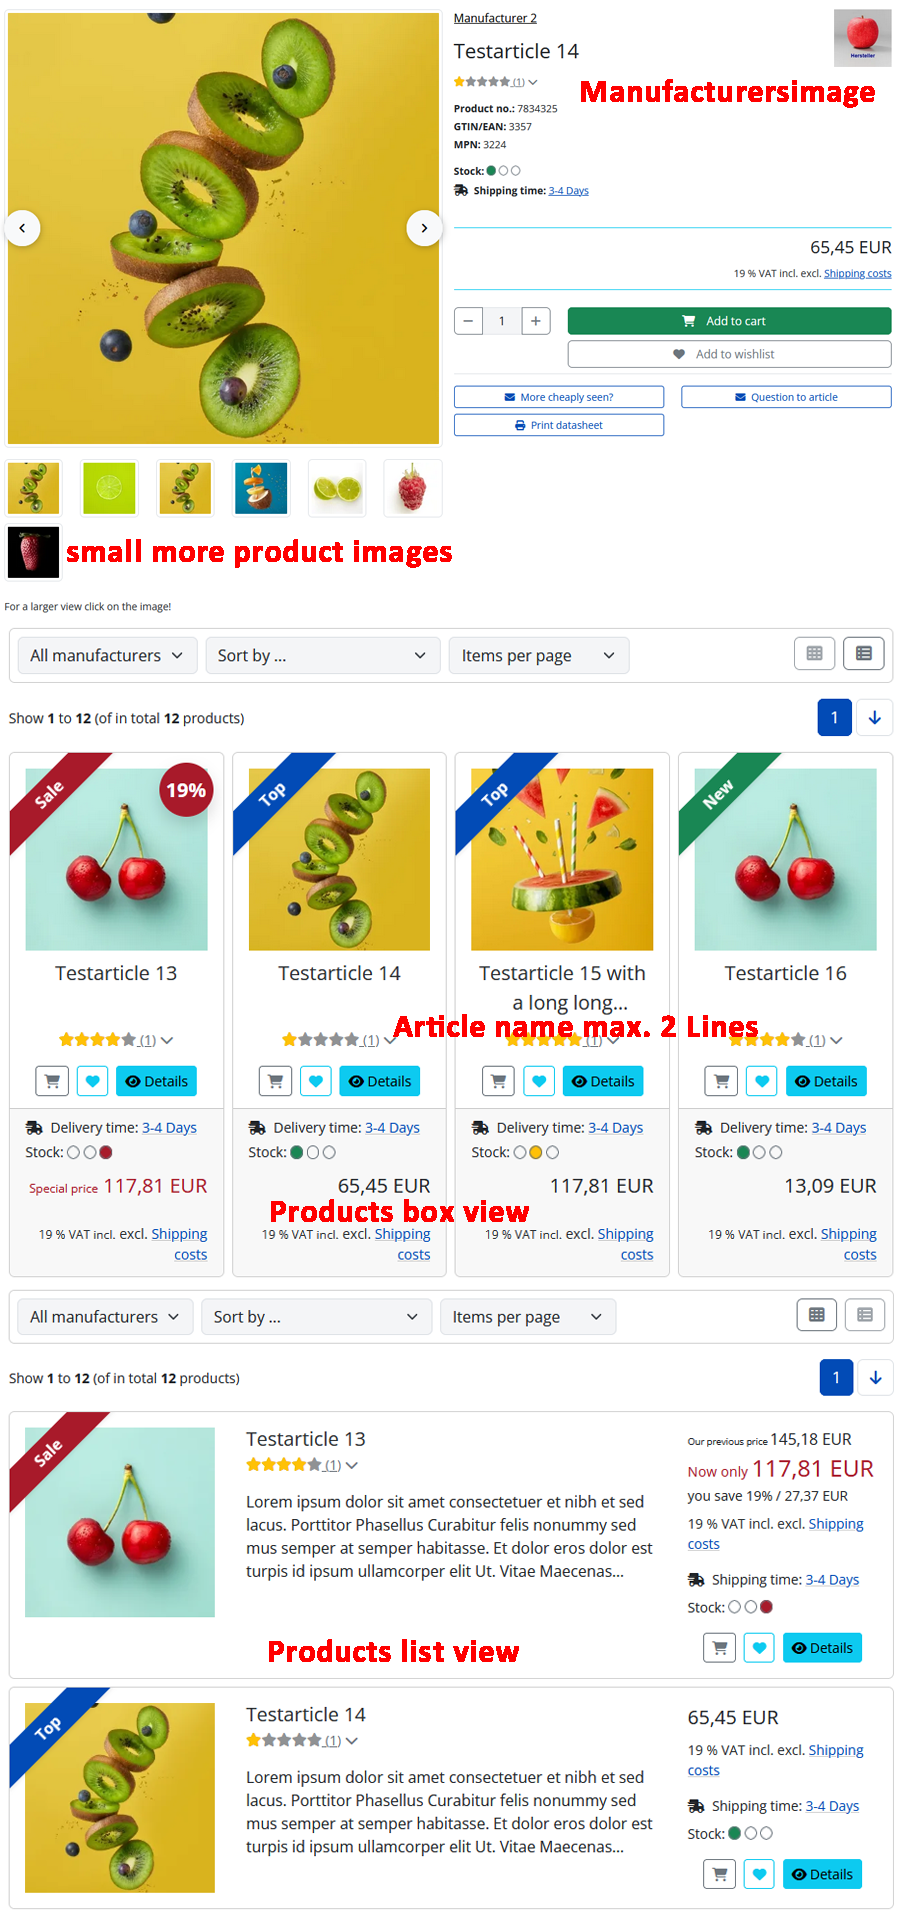 Manufacturer 2
Testarticle 14
Hersteller
(1)
Manufacturersimage
Product no.: 7834325
GTIN/EAN: 3357
MPN: 3224
Stock:
Shipping time: 3-4 Days
65,45 EUR
19 % VAT incl. excl. Shipping costs
− 1 +
Add to cart
Add to wishlist
More cheaply seen?
Question to article
Print datasheet
small more product images
For a larger view click on the image!
All manufacturers
Sort by ...
Items per page
Show 1 to 12 (of in total 12 products)
1
Sale
19%
Top
Top
New
Testarticle 13
Testarticle 14
Testarticle 15 with
a long long...
Testarticle 16
Article name max. 2 Lines
(1)
(1)
(1)
(1)
Details
Details
Details
Details
Delivery time: 3-4 Days
Delivery time: 3-4 Days
Delivery time: 3-4 Days
Delivery time: 3-4 Days
Stock:
Stock:
Stock:
Stock:
Special price 117,81 EUR
65,45 EUR
117,81 EUR
13,09 EUR
Products box view
19 % VAT incl. excl. Shipping
costs
19 % VAT incl. excl. Shipping
costs
19 % VAT incl. excl. Shipping
costs
19 % VAT incl. excl. Shipping
costs
All manufacturers
Sort by ...
Items per page
Show 1 to 12 (of in total 12 products)
1
Sale
Testarticle 13
(1)
Lorem ipsum dolor sit amet consectetuer et nibh et sed
lacus. Porttitor Phasellus Curabitur felis nonummy sed
mus semper at semper habitasse. Et dolor eros dolor est
turpis id ipsum ullamcorper elit Ut. Vitae Maecenas...
Our previous price 145,18 EUR
Now only 117,81 EUR
you save 19% / 27,37 EUR
19 % VAT incl. excl. Shipping
costs
Shipping time: 3-4 Days
Stock:
Details
Products list view
Top
Testarticle 14
(1)
Lorem ipsum dolor sit amet consectetuer et nibh et sed
lacus. Porttitor Phasellus Curabitur felis nonummy sed
mus semper at semper habitasse. Et dolor eros dolor est
turpis id ipsum ullamcorper elit Ut. Vitae Maecenas...
65,45 EUR
19 % VAT incl. excl. Shipping
costs
Shipping time: 3-4 Days
Stock:
Details